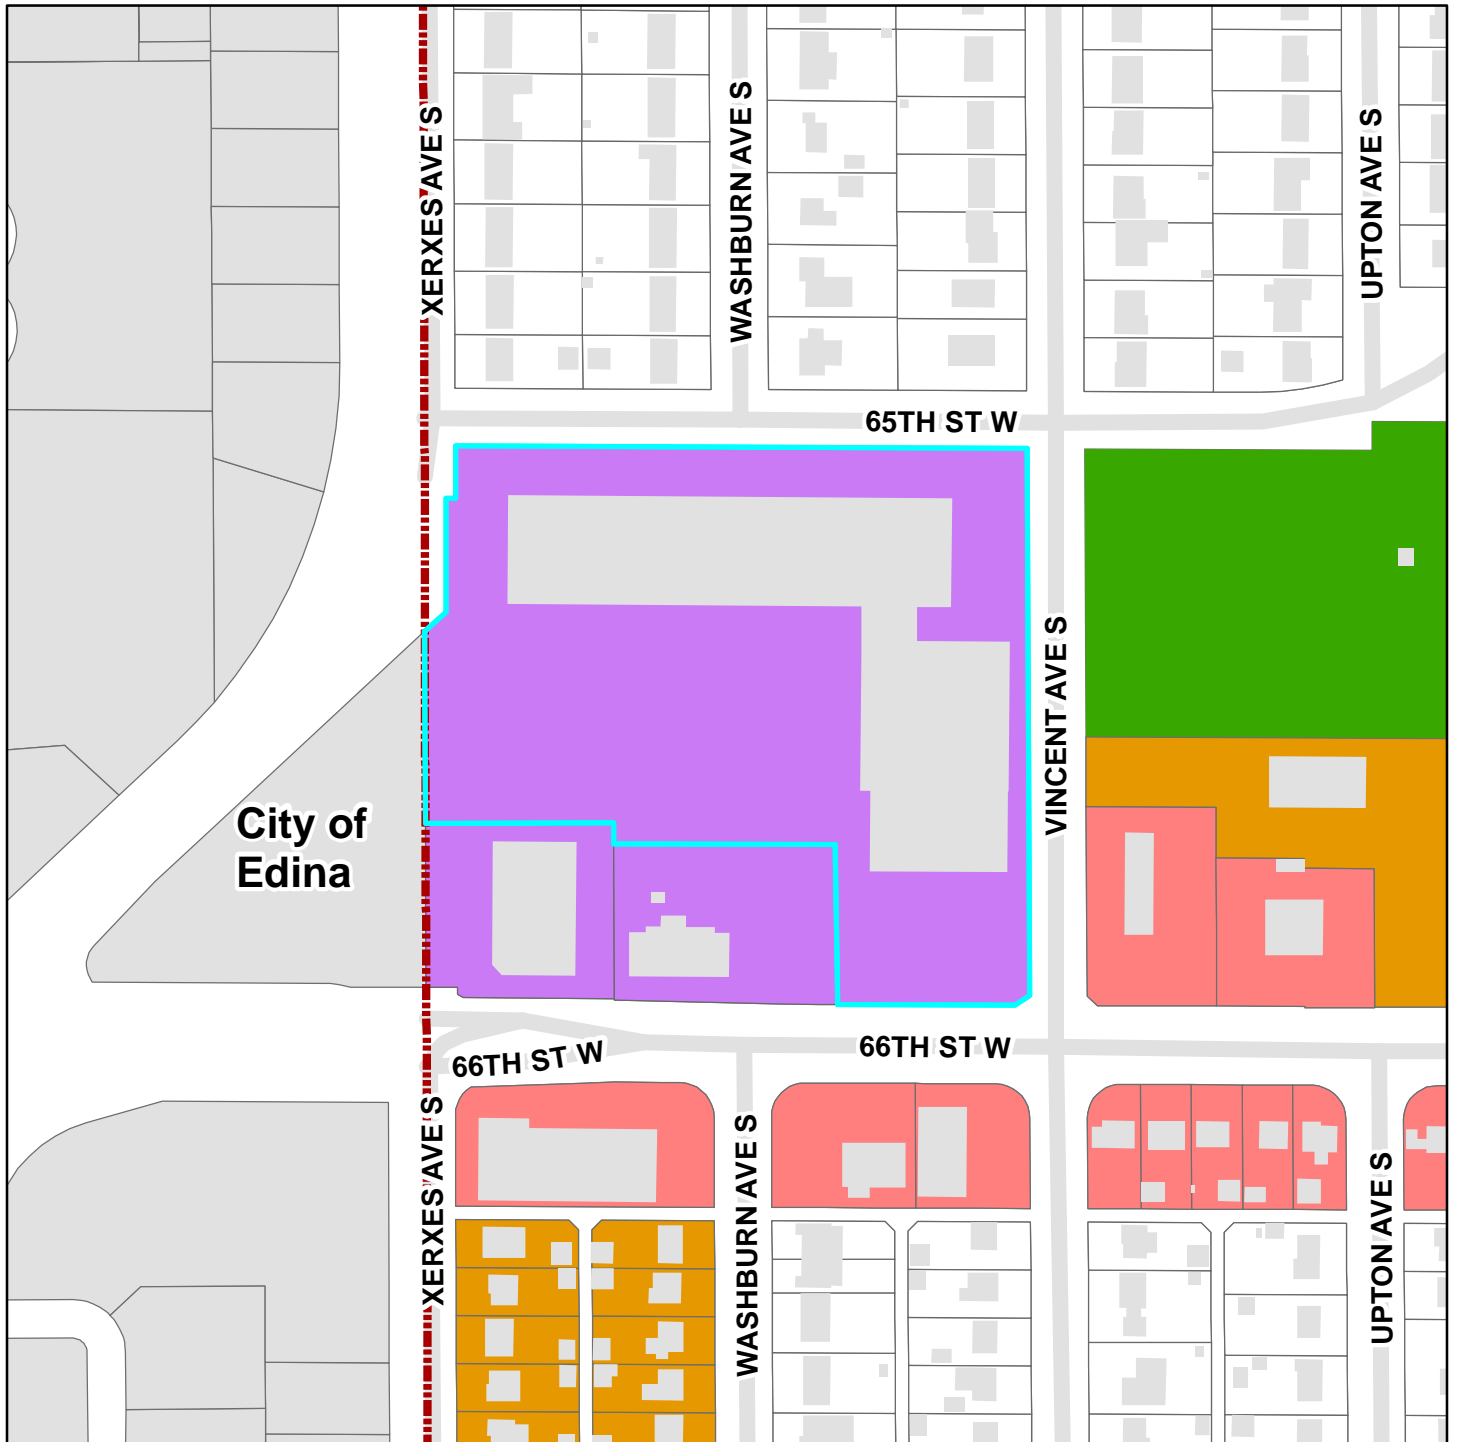 XERXES AVE S
WASHBURN AVE S
UPTON AVE S
65TH ST W
VINCENT AVE S
City of
Edina
66TH ST W
66TH ST W
XERXES AVE S
WASHBURN AVE S
UPTON AVE S